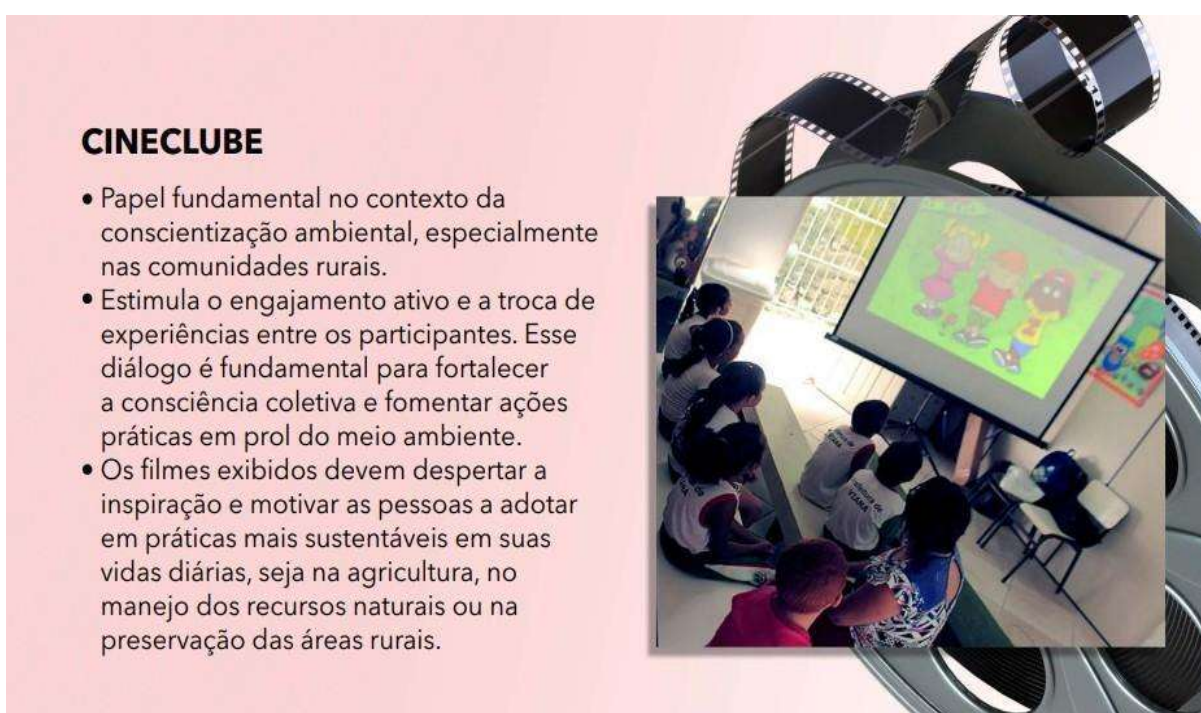 CINECLUBE
• Papel fundamental no contexto da
conscientização ambiental, especialmente
nas comunidades rurais.
• Estimula o engajamento ativo e a troca de
experiências entre os participantes. Esse
diálogo é fundamental para fortalecer
a consciência coletiva e fomentar ações
práticas em prol do meio ambiente.
• Os filmes exibidos devem despertar a
inspiração e motivar as pessoas a adotar
em práticas mais sustentáveis em suas
vidas diárias, seja na agricultura, no
manejo dos recursos naturais ou na
preservação das áreas rurais.
VIANA